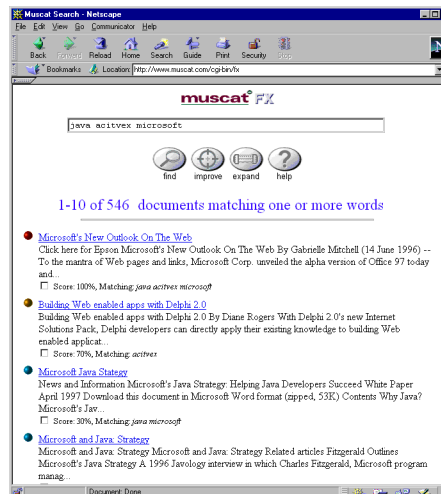 Muscat Search - Netscape
File Edit View Go Communicator Help
Back Forward Reload Home Search Guide Print Security Stop
Bookmarks Location: http://www.muscat.com/cgi-bin/fx
muscat FX
java acitvex microsoft
find improve expand help
1-10 of 546 documents matching one or more words
Microsoft's New Outlook On The Web
Click here for Epson Microsoft's New Outlook On The Web By Gabrielle Mitchell (14 June 1996) --
To the mantra of Web pages and links, Microsoft Corp. unveiled the alpha version of Office 97 today
and...
Score: 100%, Matching: java acitvex microsoft
Building Web enabled apps with Delphi 2.0
Building Web enabled apps with Delphi 2.0 By Diane Rogers With Delphi 2.0's new Internet
Solutions Pack, Delphi developers can directly apply their existing knowledge to building Web
enabled applicat...
Score: 70%, Matching: acitvex
Microsoft Java Stategy
News and Information Microsoft's Java Strategy: Helping Java Developers Succeed White Paper
April 1997 Download this document in Microsoft Word format (zipped, 53K) Contents Why Java?
Microsoft's Jav...
Score: 30%, Matching: java microsoft
Microsoft and Java: Strategy
Microsoft and Java: Strategy Microsoft and Java: Strategy Related articles Fitzgerald Outlines
Microsoft's Java Strategy A 1996 Javology interview in which Charles Fitzgerald, Microsoft program
manag...
Document: Done